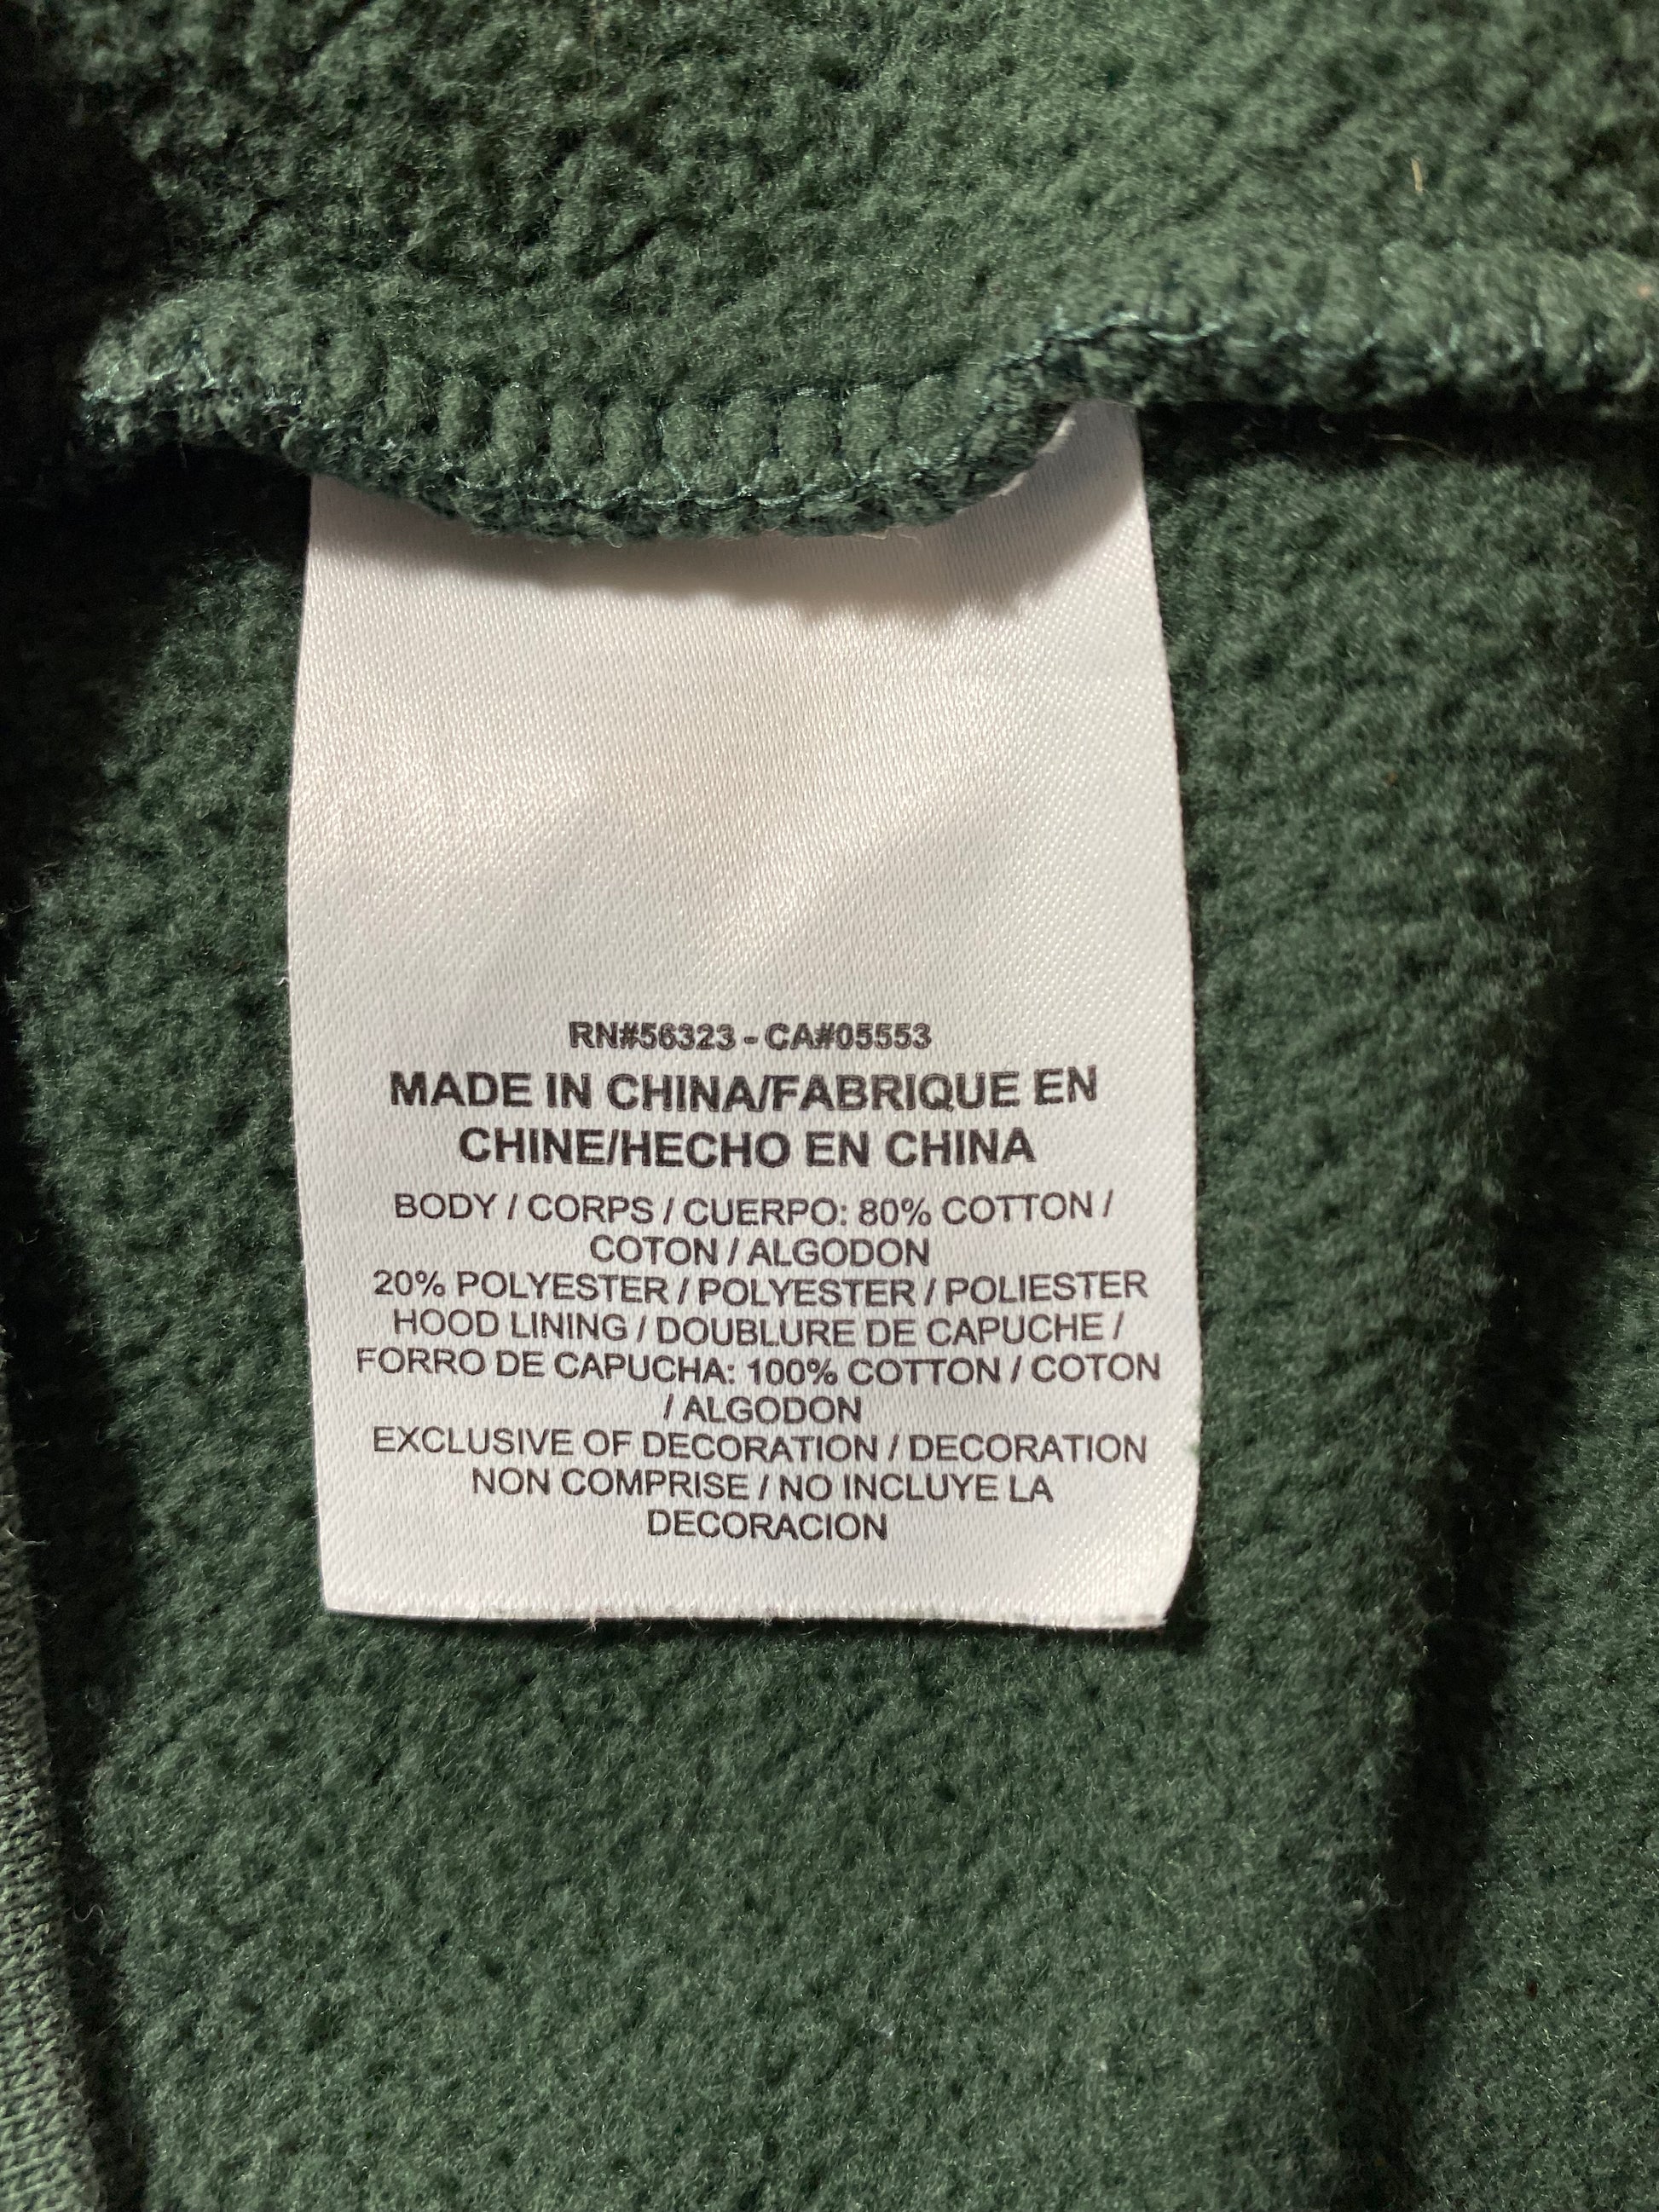 RN#56323 - CA#05553
MADE IN CHINA/FABRIQUE EN
CHINE/HECHO EN CHINA
BODY / CORPS / CUERPO: 80% COTTON /
COTON / ALGODON
20% POLYESTER / POLYESTER / POLIESTER
HOOD LINING / DOUBLURE DE CAPUCHE /
FORRO DE CAPUCHA: 100% COTTON / COTON
/ ALGODON
EXCLUSIVE OF DECORATION / DECORATION
NON COMPRISE / NO INCLUYE LA
DECORACION